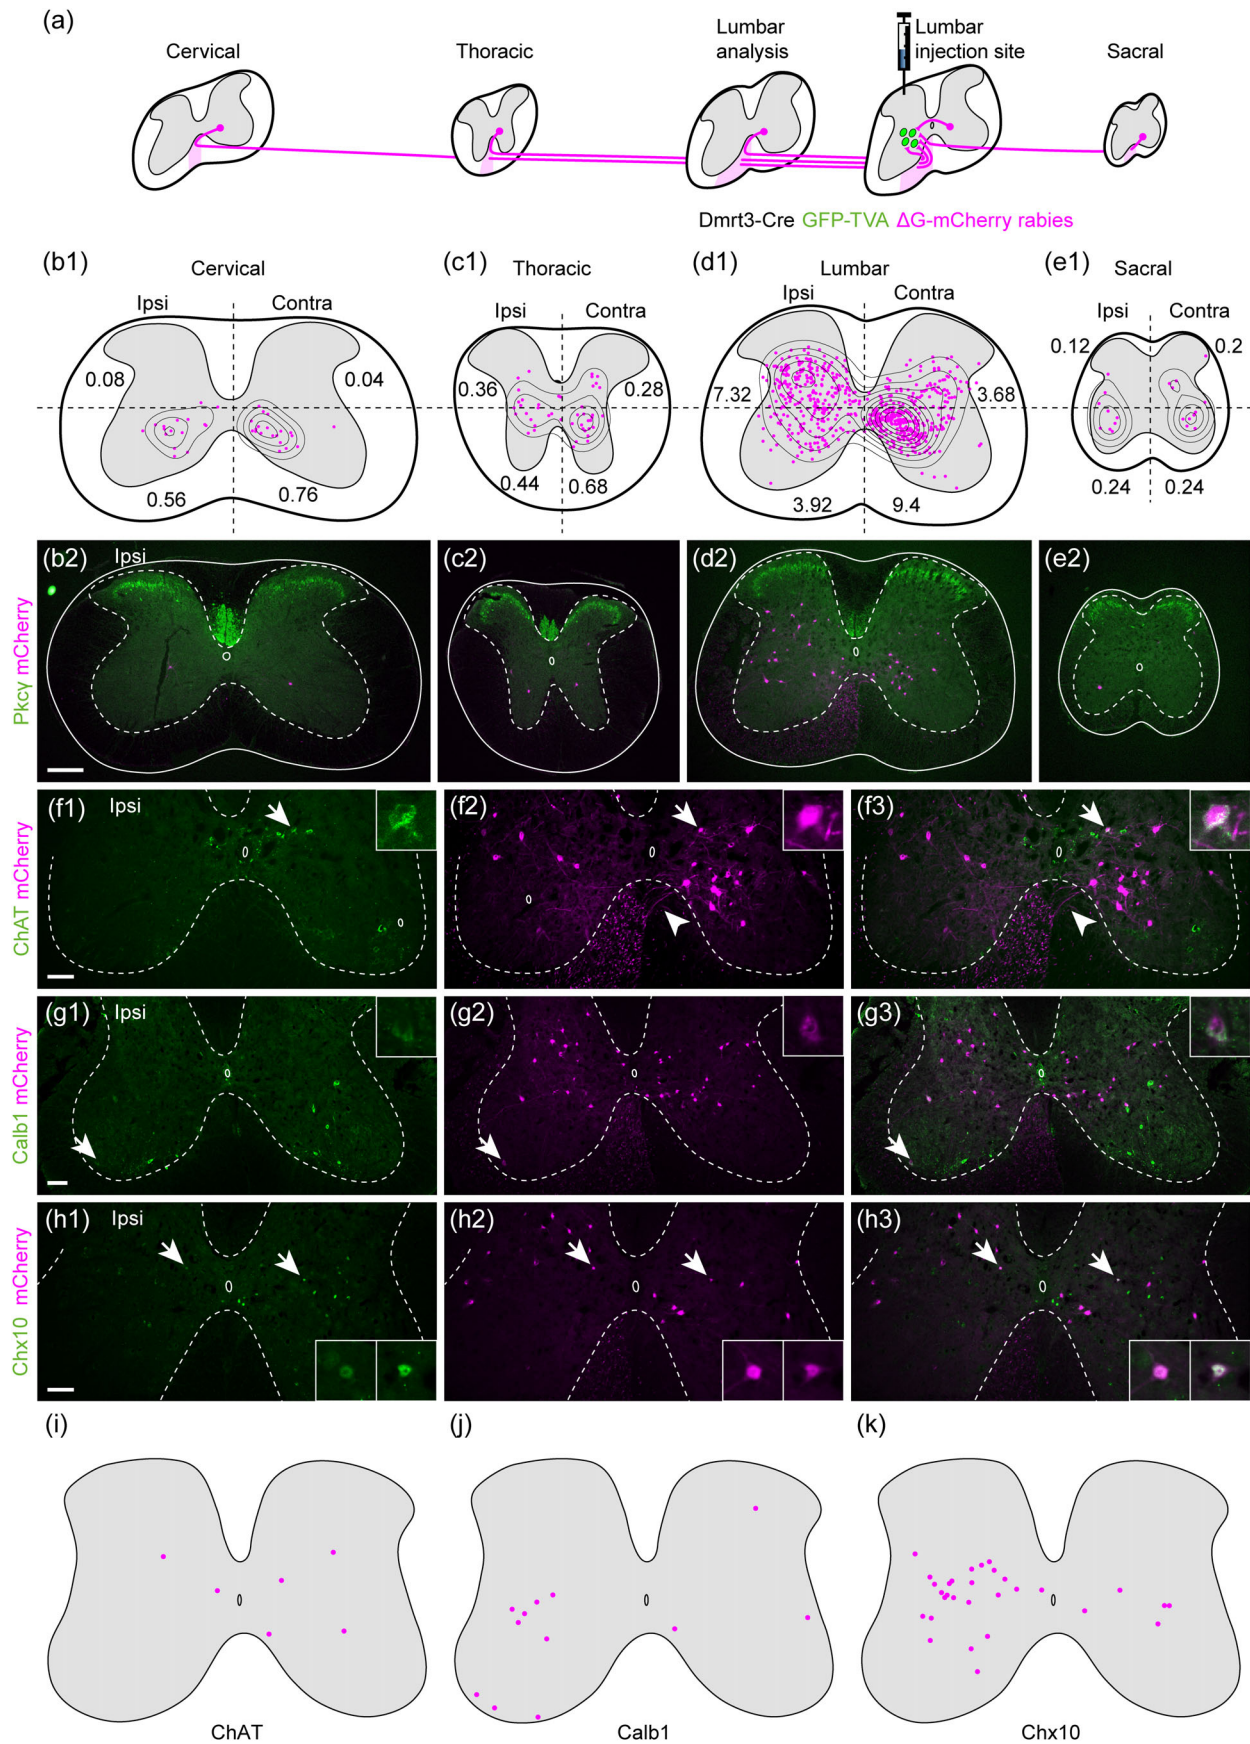 (a)
Cervical
Thoracic
Lumbar analysis
Lumbar injection site
Sacral
Dmrt3-Cre GFP-TVA ΔG-mCherry rabies
(b1)
Cervical
Ipsi
Contra
0.08
0.04
0.56
0.76
(c1)
Thoracic
Ipsi
Contra
0.36
0.28
0.44
0.68
(d1)
Lumbar
Ipsi
Contra
7.32
3.68
3.92
9.4
(e1)
Sacral
Ipsi
Contra
0.12
0.2
0.24
0.24
Pkcγ mCherry
(b2)
Ipsi
(c2)
(d2)
(e2)
ChAT mCherry
(f1)
Ipsi
(f2)
(f3)
Calb1 mCherry
(g1)
Ipsi
(g2)
(g3)
Chx10 mCherry
(h1)
Ipsi
(h2)
(h3)
(i)
ChAT
(j)
Calb1
(k)
Chx10